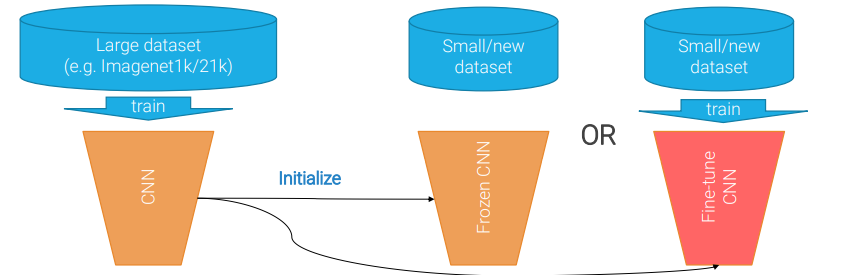 Large dataset
(e.g. Imagenet1k/21k)
Small/new
dataset
Small/new
dataset
train
train
OR
CNN
Initialize
Frozen CNN
Fine-tune
CNN